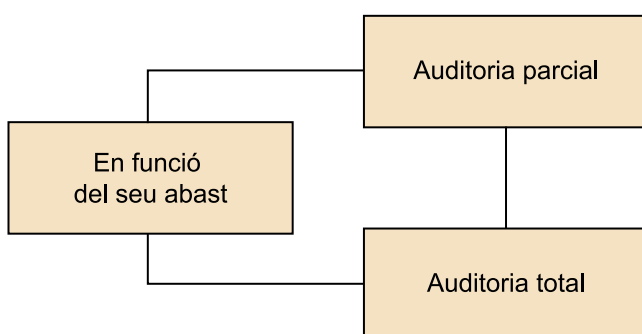 Auditoria parcial
En funció
del seu abast
Auditoria total